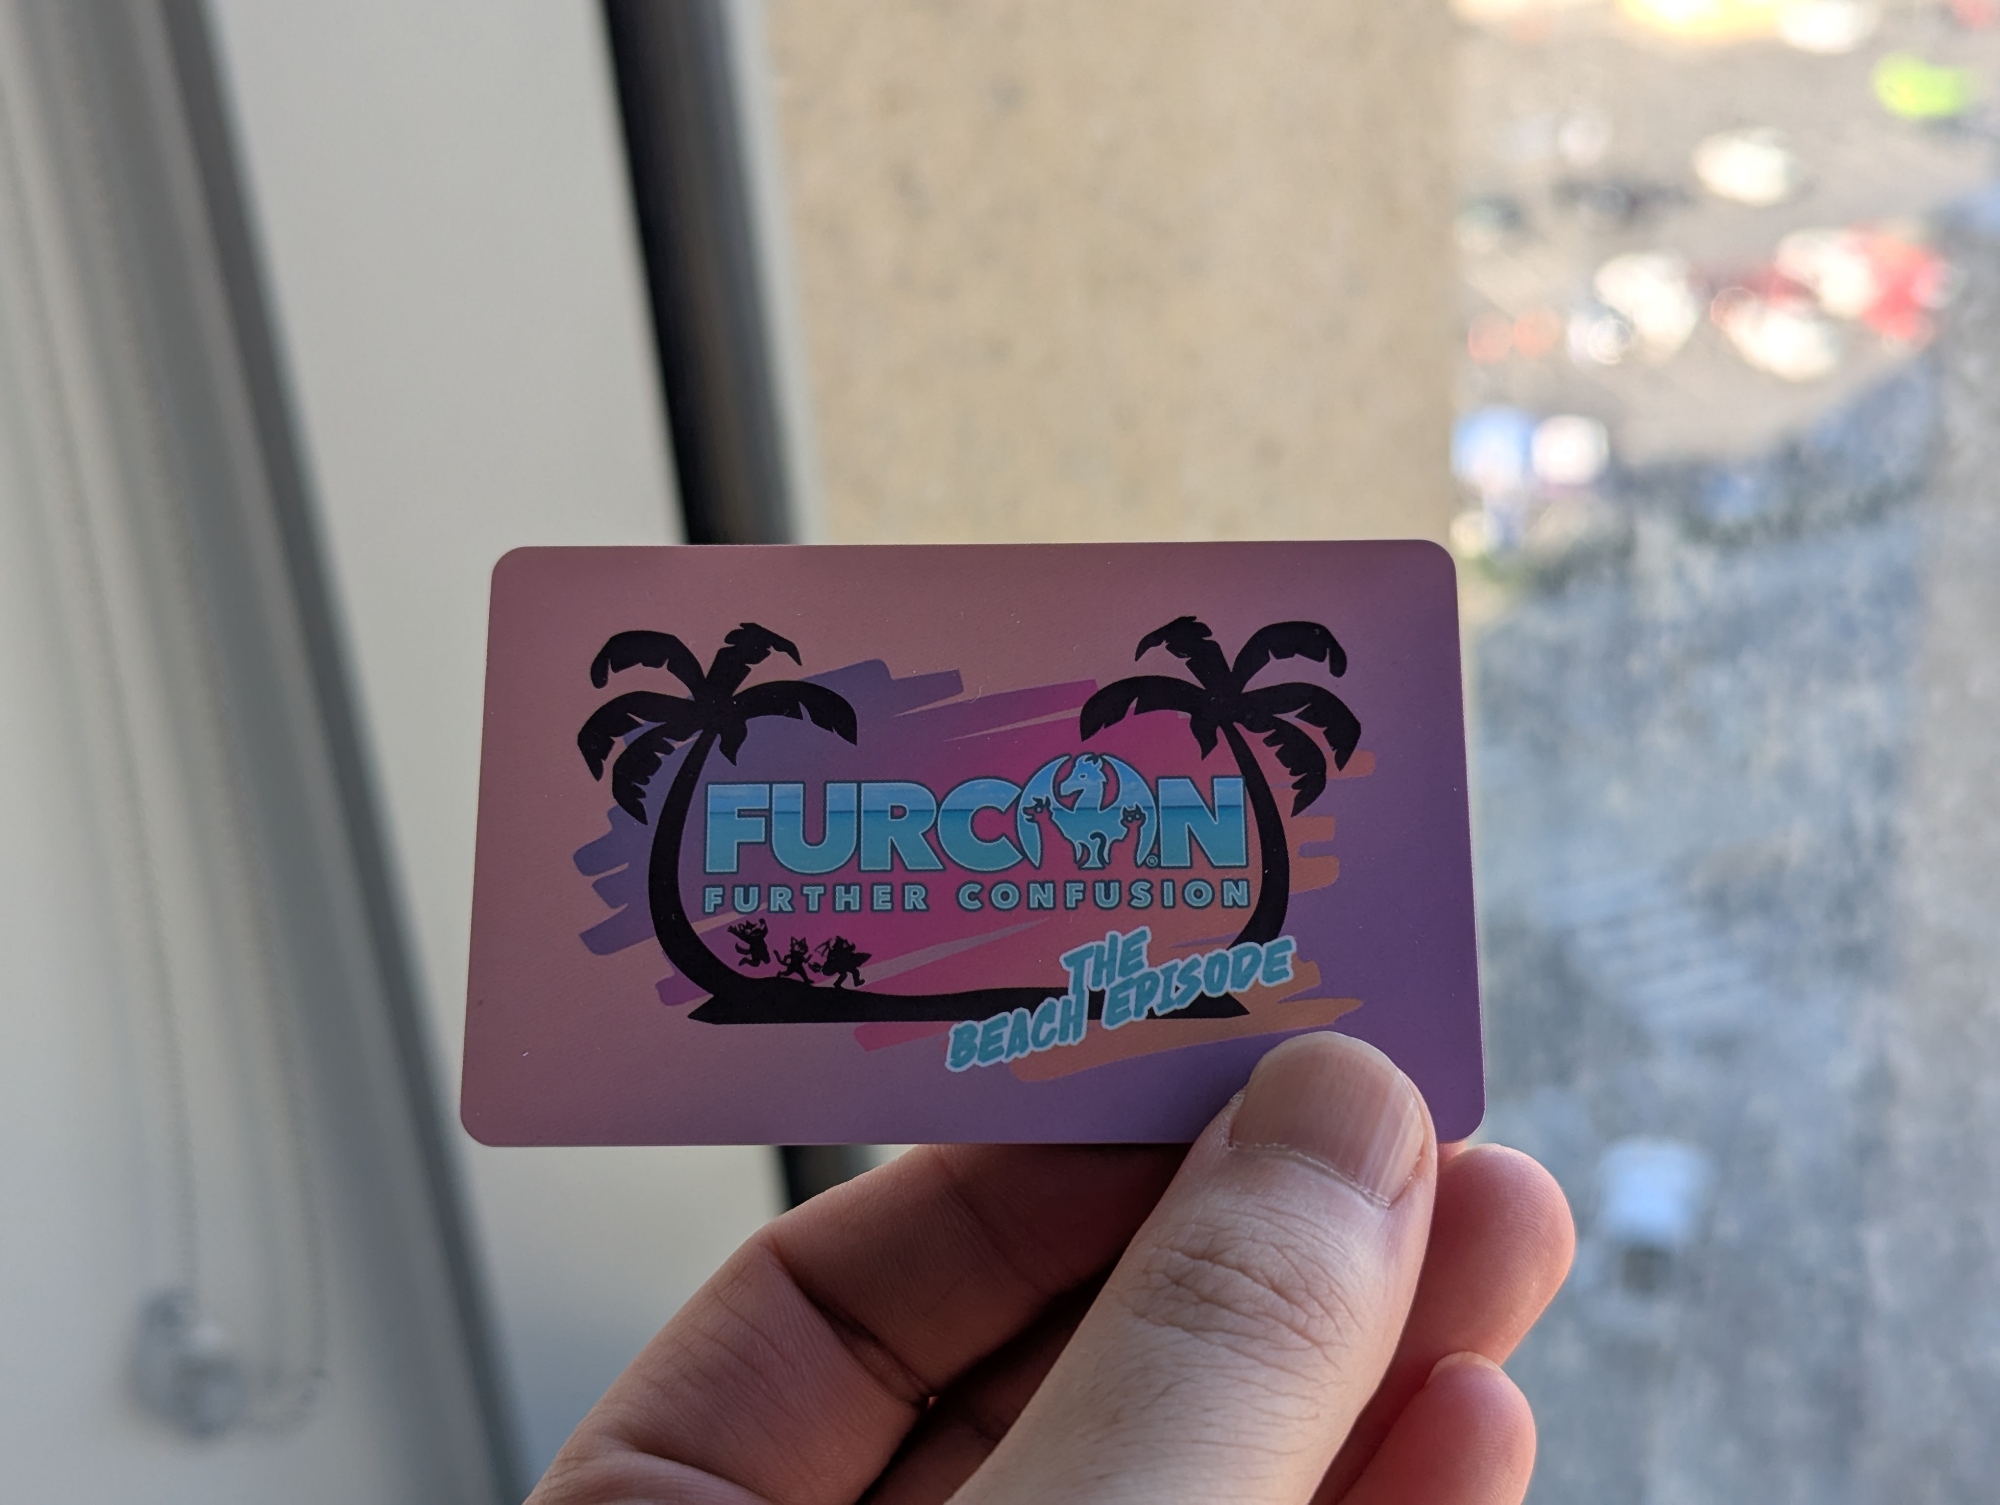 FURCON®
FURTHER CONFUSION
THE
BEACH EPISODE